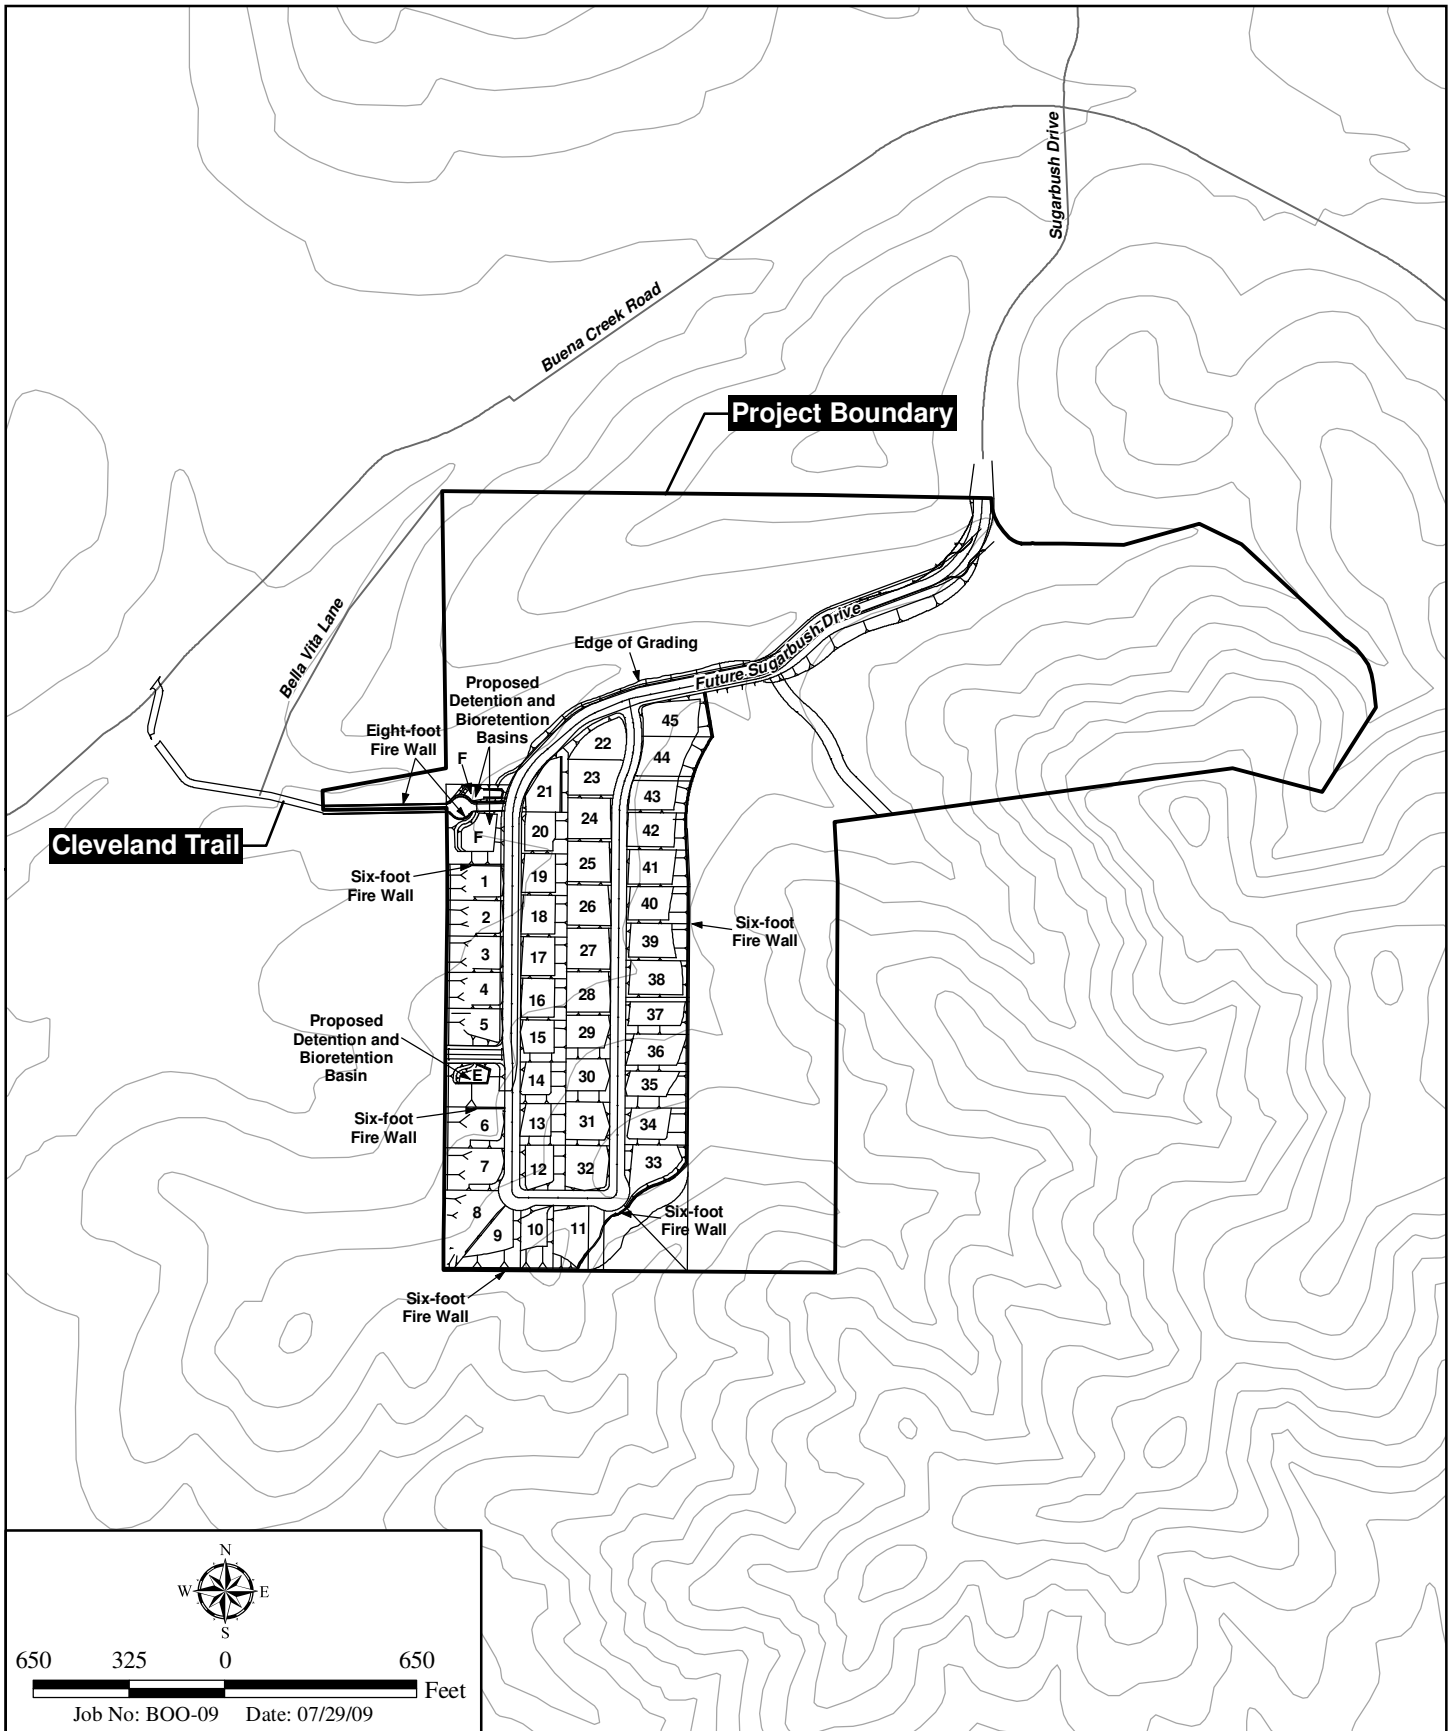 Sugarbush Drive
Buena Creek Road
Project Boundary
Bella Vita Lane
Edge of Grading
Future Sugarbush Drive
Proposed
Detention and
Bioretention
Basins
Eight-foot
Fire Wall
F
F
Cleveland Trail
Six-foot
Fire Wall
45
22
44
23
21
43
24
20
42
25
41
19
1
26
40
18
2
Six-foot
Fire Wall
39
27
17
3
38
28
16
4
37
29
15
5
Proposed
Detention and
Bioretention
Basin
E
36
30
14
35
Six-foot
Fire Wall
6
13
31
34
7
12
32
33
8
9
10
11
Six-foot
Fire Wall
Six-foot
Fire Wall
N
W
E
S
650 325 0 650
Feet
Job No: BOO-09 Date: 07/29/09